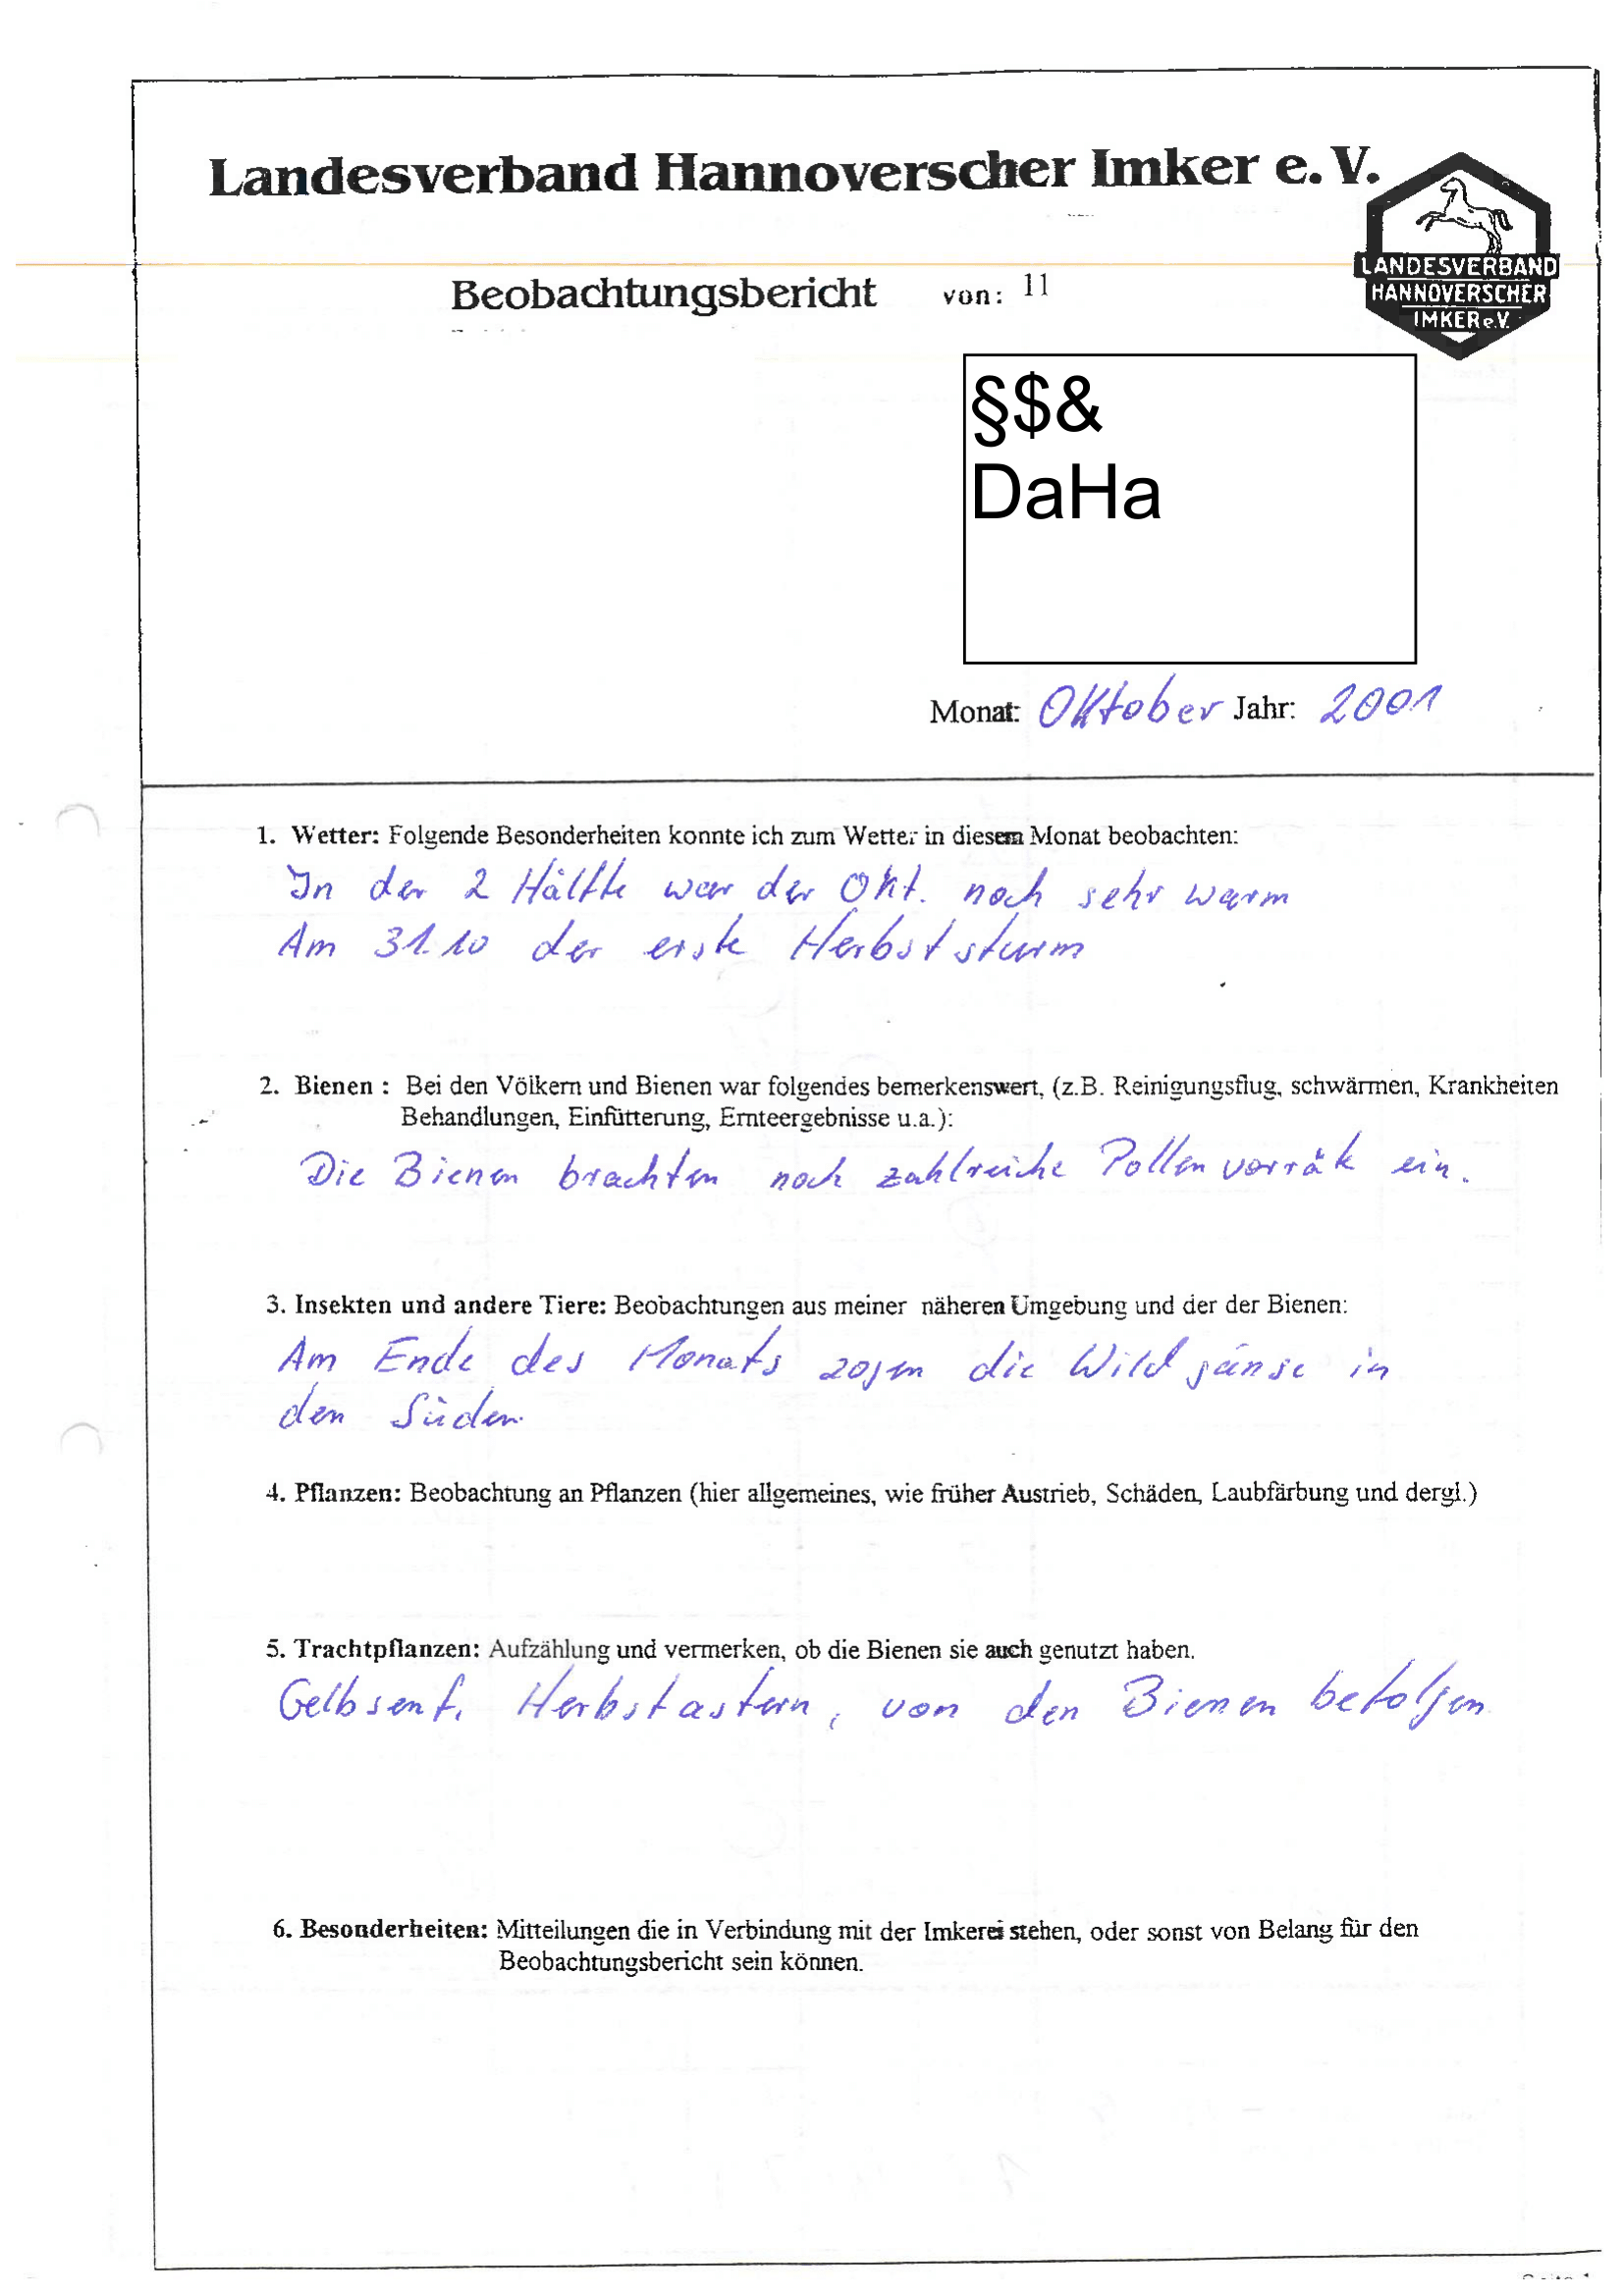 Landesverband Hannoverscher Imker e. V.
LANDESVERBAND
HANNOVERSCHER
IMKER e.V.
Beobachtungsbericht von: 11
§$&
DaHa
Monat: Oktober Jahr: 2001
1. Wetter: Folgende Besonderheiten konnte ich zum Wetter in diesem Monat beobachten:
In der 2 Hälfte war der Okt. noch sehr warm
Am 31.10 der erste Herbststurm
2. Bienen : Bei den Völkern und Bienen war folgendes bemerkenswert, (z.B. Reinigungsflug, schwärmen, Krankheiten
Behandlungen, Einfütterung, Ernteergebnisse u.a.):
Die Bienen brachten noch zahlreiche Pollenvorräte ein.
3. Insekten und andere Tiere: Beobachtungen aus meiner näheren Umgebung und der der Bienen:
Am Ende des Monats zogen die Wildgänse in
den Süden
4. Pflanzen: Beobachtung an Pflanzen (hier allgemeines, wie früher Austrieb, Schäden, Laubfärbung und dergl.)
5. Trachtpflanzen: Aufzählung und vermerken, ob die Bienen sie auch genutzt haben.
Gelbsenf, Herbstastern, von den Bienen befolgen
6. Besonderheiten: Mitteilungen die in Verbindung mit der Imkerei stehen, oder sonst von Belang für den
Beobachtungsbericht sein können.